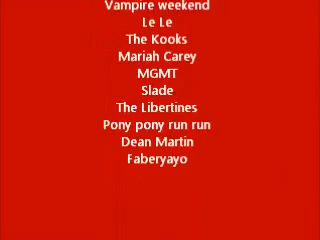 Vampire weekend
Le Le
The Kooks
Mariah Carey
MGMT
Slade
The Libertines
Pony pony run run
Dean Martin
Faberyayo